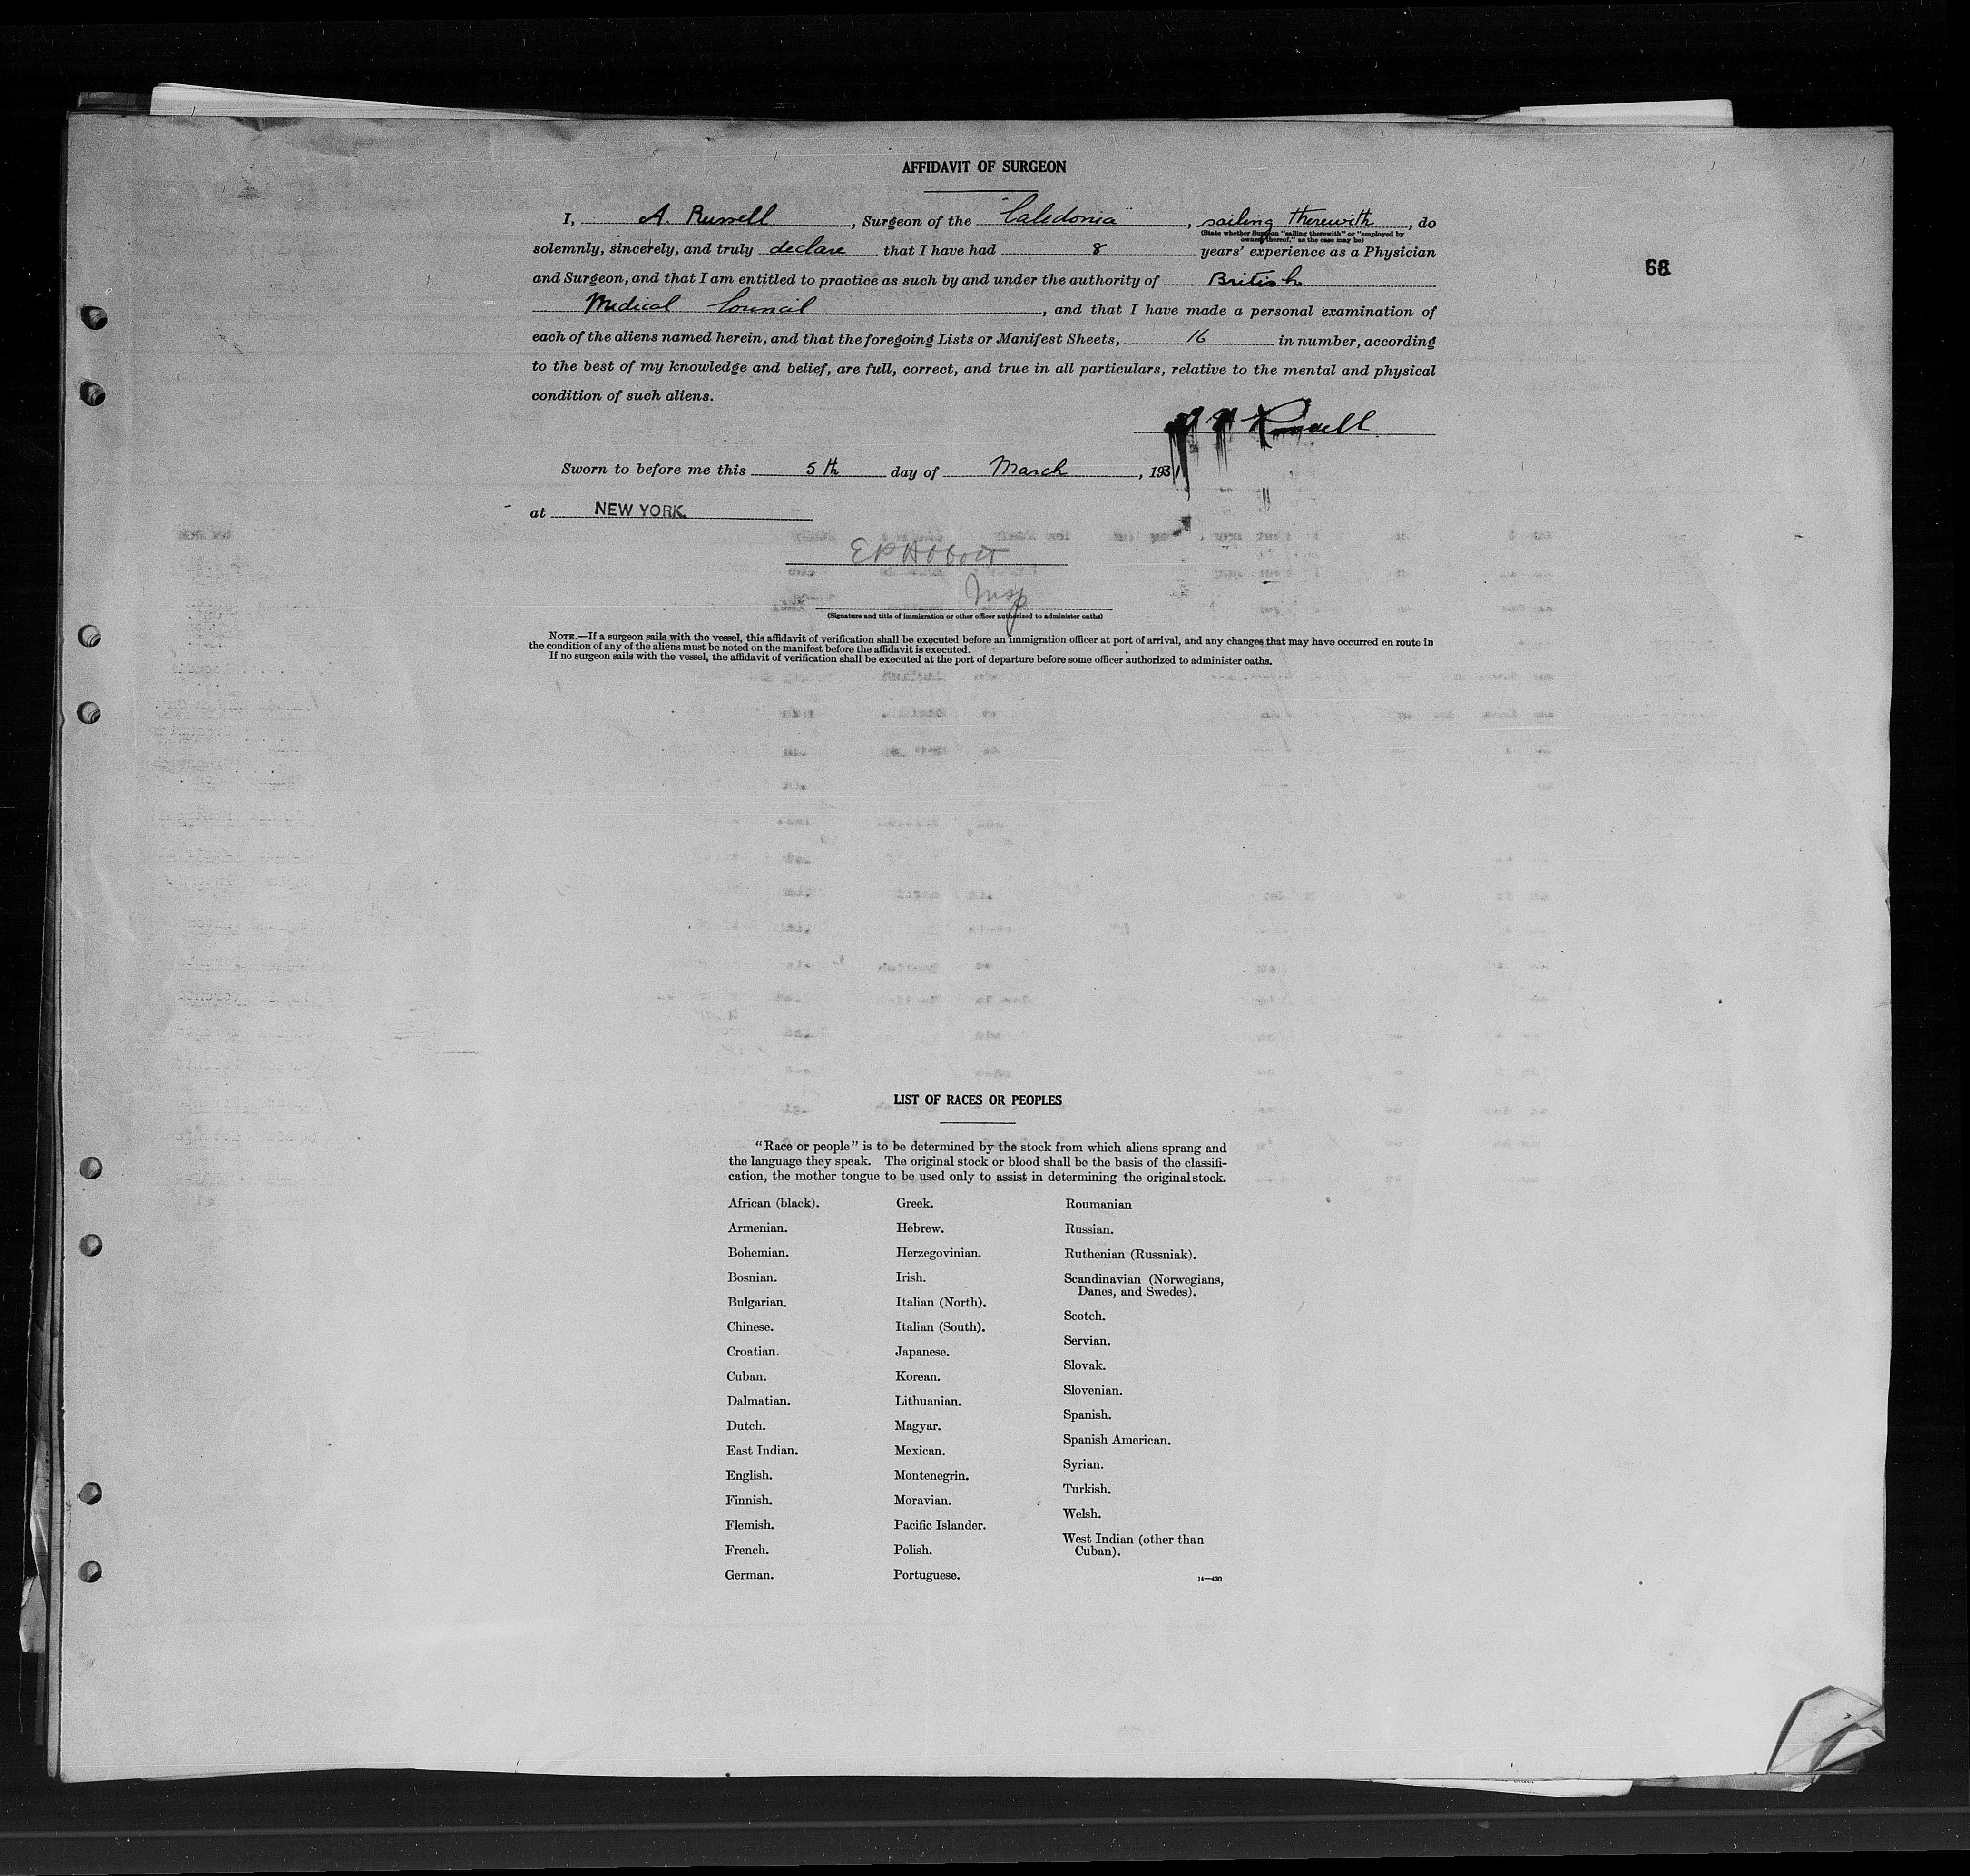 AFFIDAVIT OF SURGEON
I, A. Russell, Surgeon of the "Caledonia", sailing therewith, do
(State whether Surgeon "sailing therewith" or "employed by
owners thereof," as the case may be)
solemnly, sincerely, and truly declare that I have had 8 years' experience as a Physician
and Surgeon, and that I am entitled to practice as such by and under the authority of British
Medical Council, and that I have made a personal examination of
each of the aliens named herein, and that the foregoing Lists or Manifest Sheets, 16 in number, according
to the best of my knowledge and belief, are full, correct, and true in all particulars, relative to the mental and physical
condition of such aliens.
Russell
Sworn to before me this 5th day of March, 1931
at NEW YORK
E P Abbott
Insp
(Signature and title of immigration or other officer authorized to administer oaths)
NOTE.—If a surgeon sails with the vessel, this affidavit of verification shall be executed before an immigration officer at port of arrival, and any changes that may have occurred en route in
the condition of any of the aliens must be noted on the manifest before the affidavit is executed.
If no surgeon sails with the vessel, the affidavit of verification shall be executed at the port of departure before some officer authorized to administer oaths.
LIST OF RACES OR PEOPLES
"Race or people" is to be determined by the stock from which aliens sprang and
the language they speak. The original stock or blood shall be the basis of the classifi-
cation, the mother tongue to be used only to assist in determining the original stock.
African (black).
Armenian.
Bohemian.
Bosnian.
Bulgarian.
Chinese.
Croatian.
Cuban.
Dalmatian.
Dutch.
East Indian.
English.
Finnish.
Flemish.
French.
German.
Greek.
Hebrew.
Herzegovinian.
Irish.
Italian (North).
Italian (South).
Japanese.
Korean.
Lithuanian.
Magyar.
Mexican.
Montenegrin.
Moravian.
Pacific Islander.
Polish.
Portuguese.
Roumanian
Russian.
Ruthenian (Russniak).
Scandinavian (Norwegians,
Danes, and Swedes).
Scotch.
Servian.
Slovak.
Slovenian.
Spanish.
Spanish American.
Syrian.
Turkish.
Welsh.
West Indian (other than
Cuban).
14—430